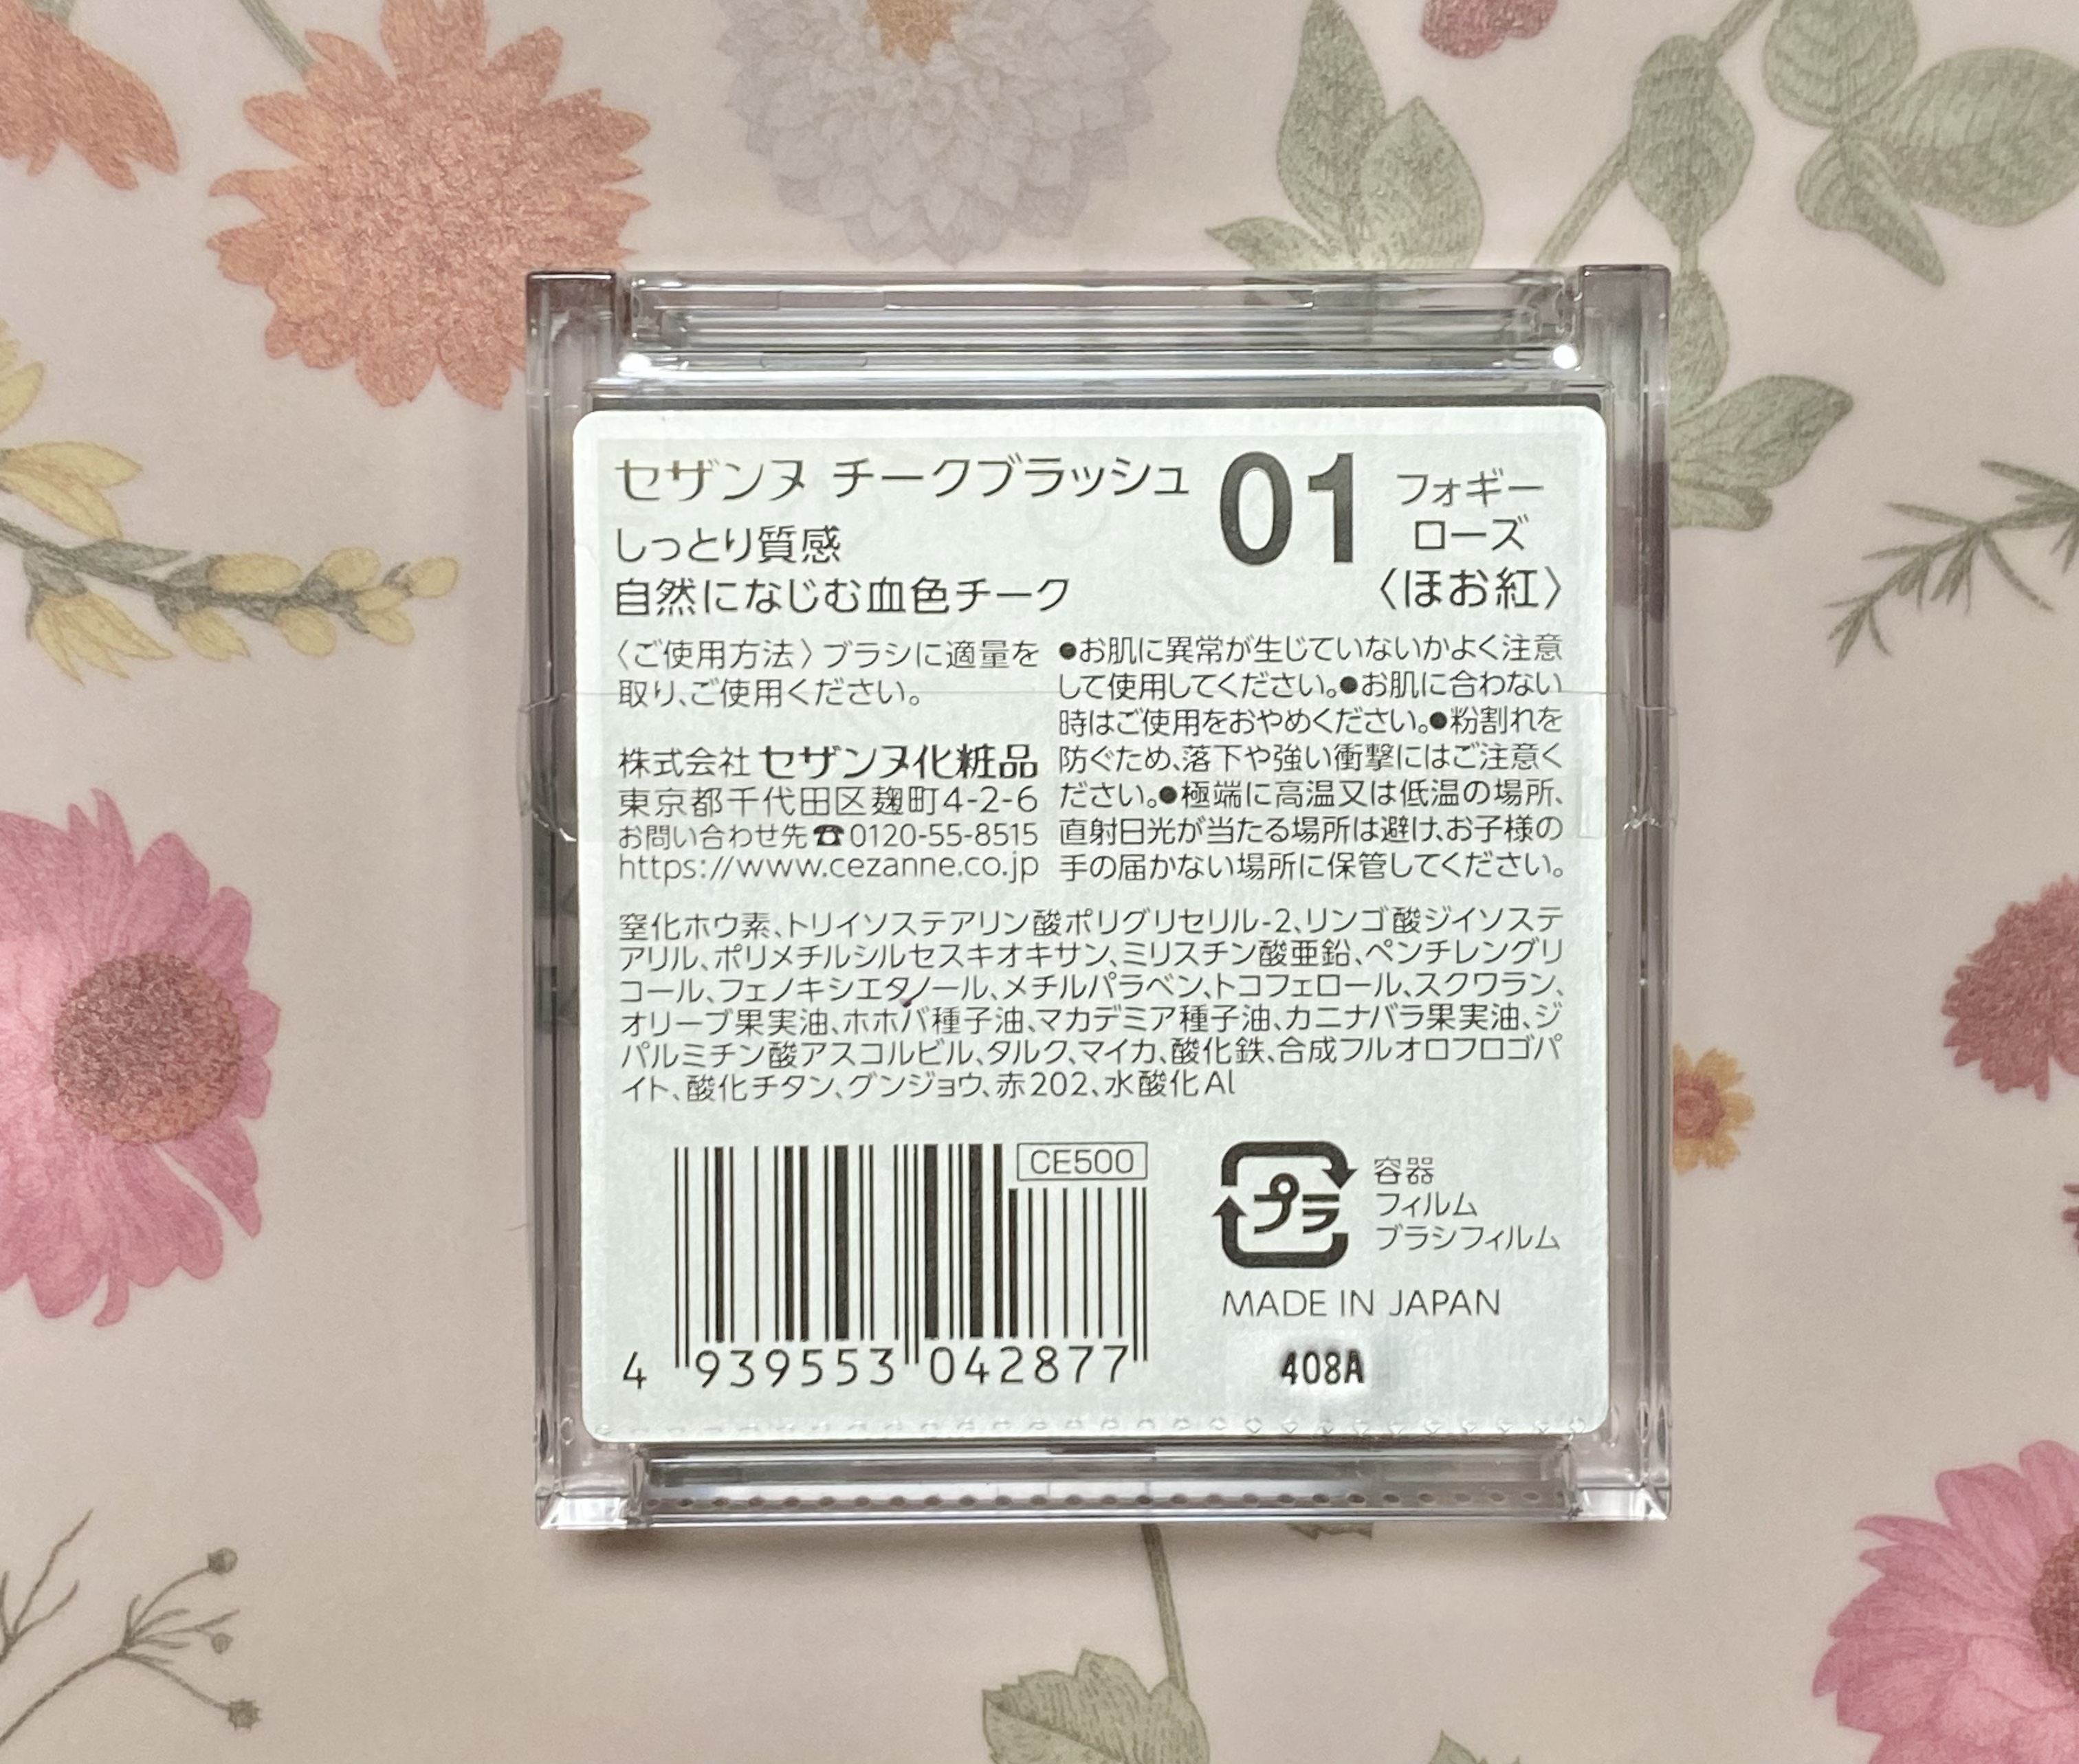 セザンヌ チークブラッシュ
01 フォギー
ローズ
〈ほお紅〉
しっとり質感
自然になじむ血色チーク
〈ご使用方法〉ブラシに適量を
取り、ご使用ください。
株式会社 セザンヌ化粧品
東京都千代田区麹町4-2-6
お問い合わせ先☎0120-55-8515
https://www.cezanne.co.jp
●お肌に異常が生じていないかよく注意
して使用してください。●お肌に合わない
時はご使用をおやめください。●粉割れを
防ぐため、落下や強い衝撃にはご注意く
ださい。●極端に高温又は低温の場所、
直射日光が当たる場所は避け、お子様の
手の届かない場所に保管してください。
窒化ホウ素、トリイソステアリン酸ポリグリセリル-2、リンゴ酸ジイソステ
アリル、ポリメチルシルセスキオキサン、ミリスチン酸亜鉛、ペンチレングリ
コール、フェノキシエタノール、メチルパラベン、トコフェロール、スクワラン、
オリーブ果実油、ホホバ種子油、マカデミア種子油、カニナバラ果実油、ジ
パルミチン酸アスコルビル、タルク、マイカ、酸化鉄、合成フルオロフロゴパ
イト、酸化チタン、グンジョウ、赤202、水酸化Al
CE500
4 939553 042877
プラ
容器
フィルム
ブラシフィルム
MADE IN JAPAN
408A